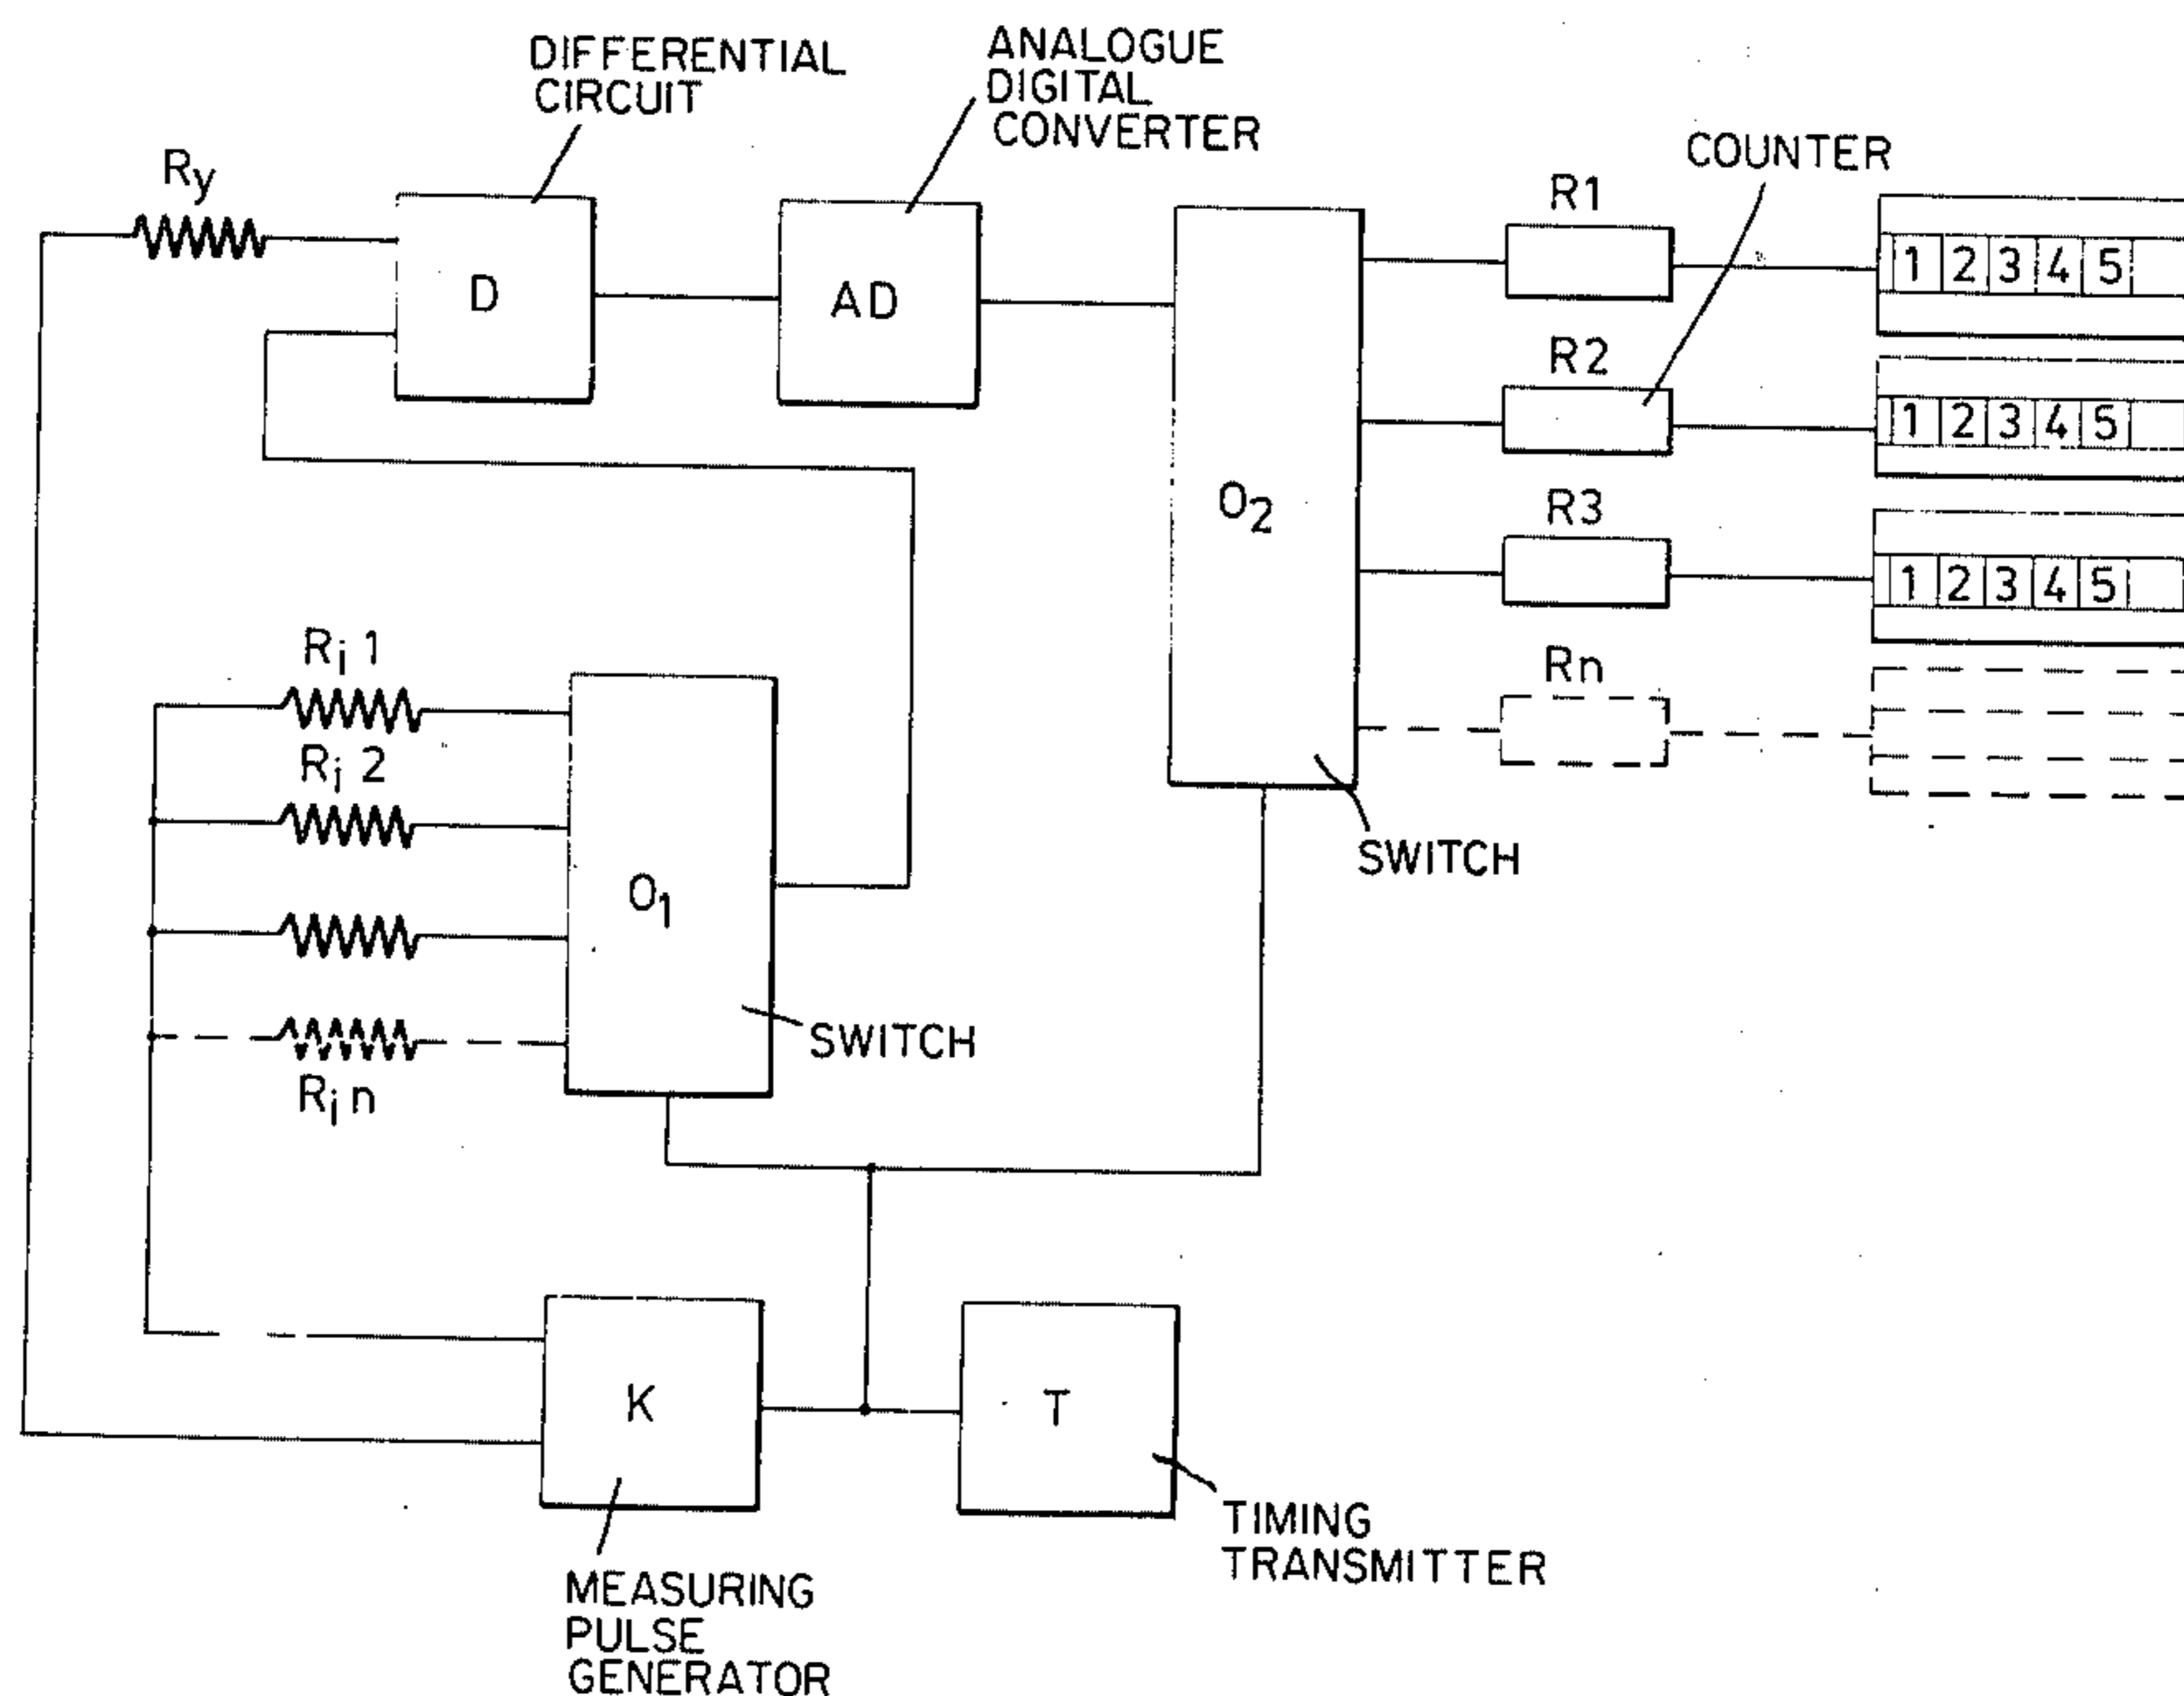 DIFFERENTIAL
CIRCUIT
ANALOGUE
DIGITAL
CONVERTER
COUNTER
Ry
D
AD
O2
R1
1 2 3 4 5
R2
1 2 3 4 5
R3
1 2 3 4 5
Rn
SWITCH
Ri 1
Ri 2
O1
SWITCH
Ri n
K
T
TIMING
TRANSMITTER
MEASURING
PULSE
GENERATOR